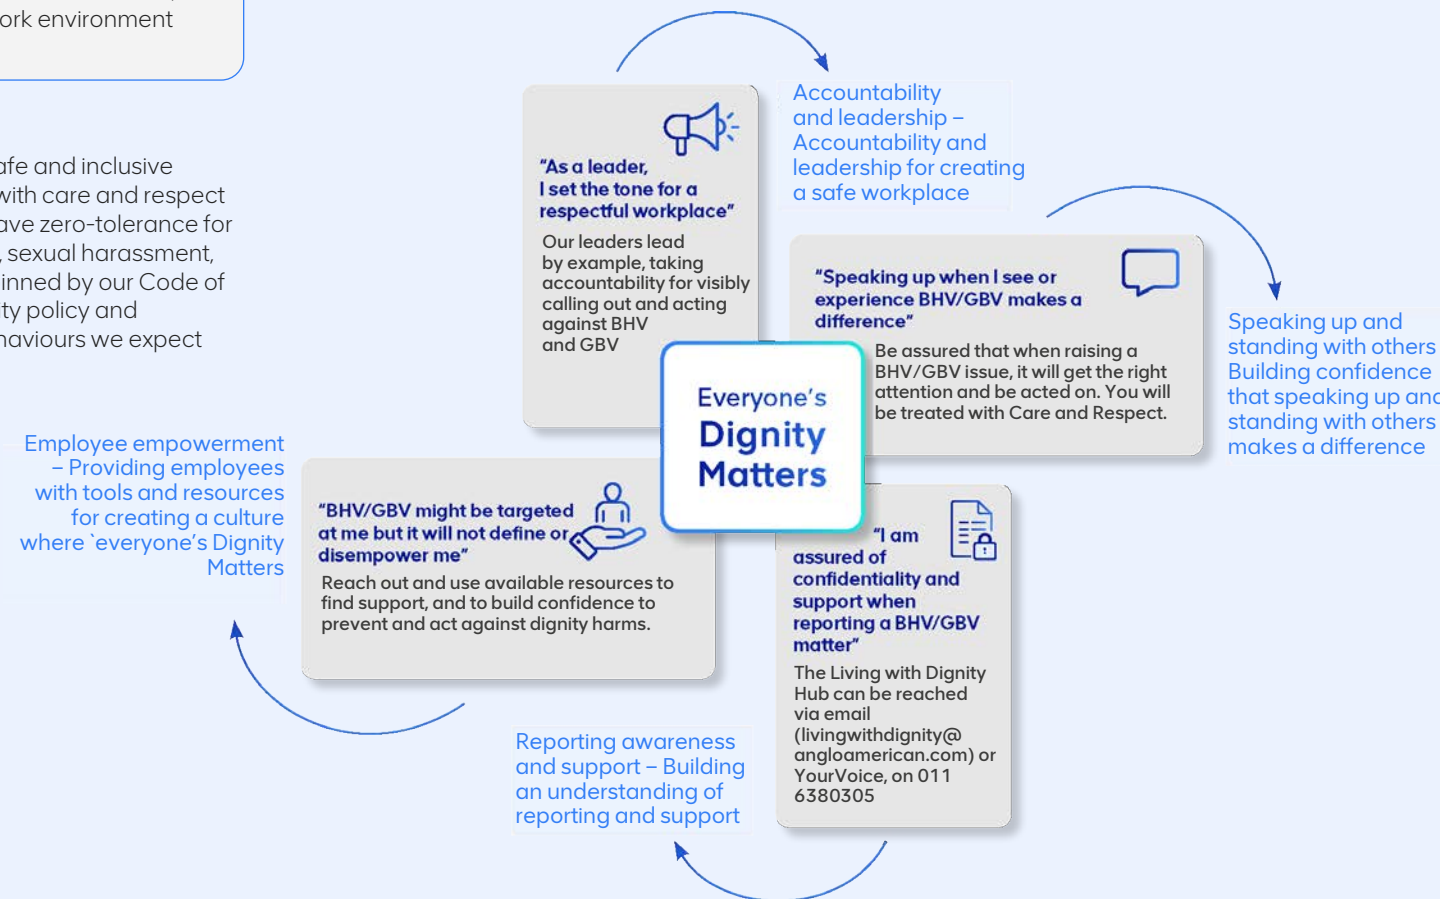 ork environment
afe and inclusive
with care and respect
ave zero-tolerance for
, sexual harassment,
inned by our Code of
ity policy and
haviours we expect
"As a leader,
I set the tone for a
respectful workplace"
Our leaders lead
by example, taking
accountability for visibly
calling out and acting
against BHV
and GBV
Accountability
and leadership –
Accountability and
leadership for creating
a safe workplace
"Speaking up when I see or
experience BHV/GBV makes a
difference"
Be assured that when raising a
BHV/GBV issue, it will get the right
attention and be acted on. You will
be treated with Care and Respect.
Speaking up and
standing with others
Building confidence
that speaking up and
standing with others
makes a difference
Everyone's
Dignity
Matters
Employee empowerment
– Providing employees
with tools and resources
for creating a culture
where `everyone's Dignity
Matters
"BHV/GBV might be targeted
at me but it will not define or
disempower me"
Reach out and use available resources to
find support, and to build confidence to
prevent and act against dignity harms.
"I am
assured of
confidentiality and
support when
reporting a BHV/GBV
matter"
The Living with Dignity
Hub can be reached
via email
(livingwithdignity@
angloamerican.com) or
YourVoice, on 011
6380305
Reporting awareness
and support – Building
an understanding of
reporting and support